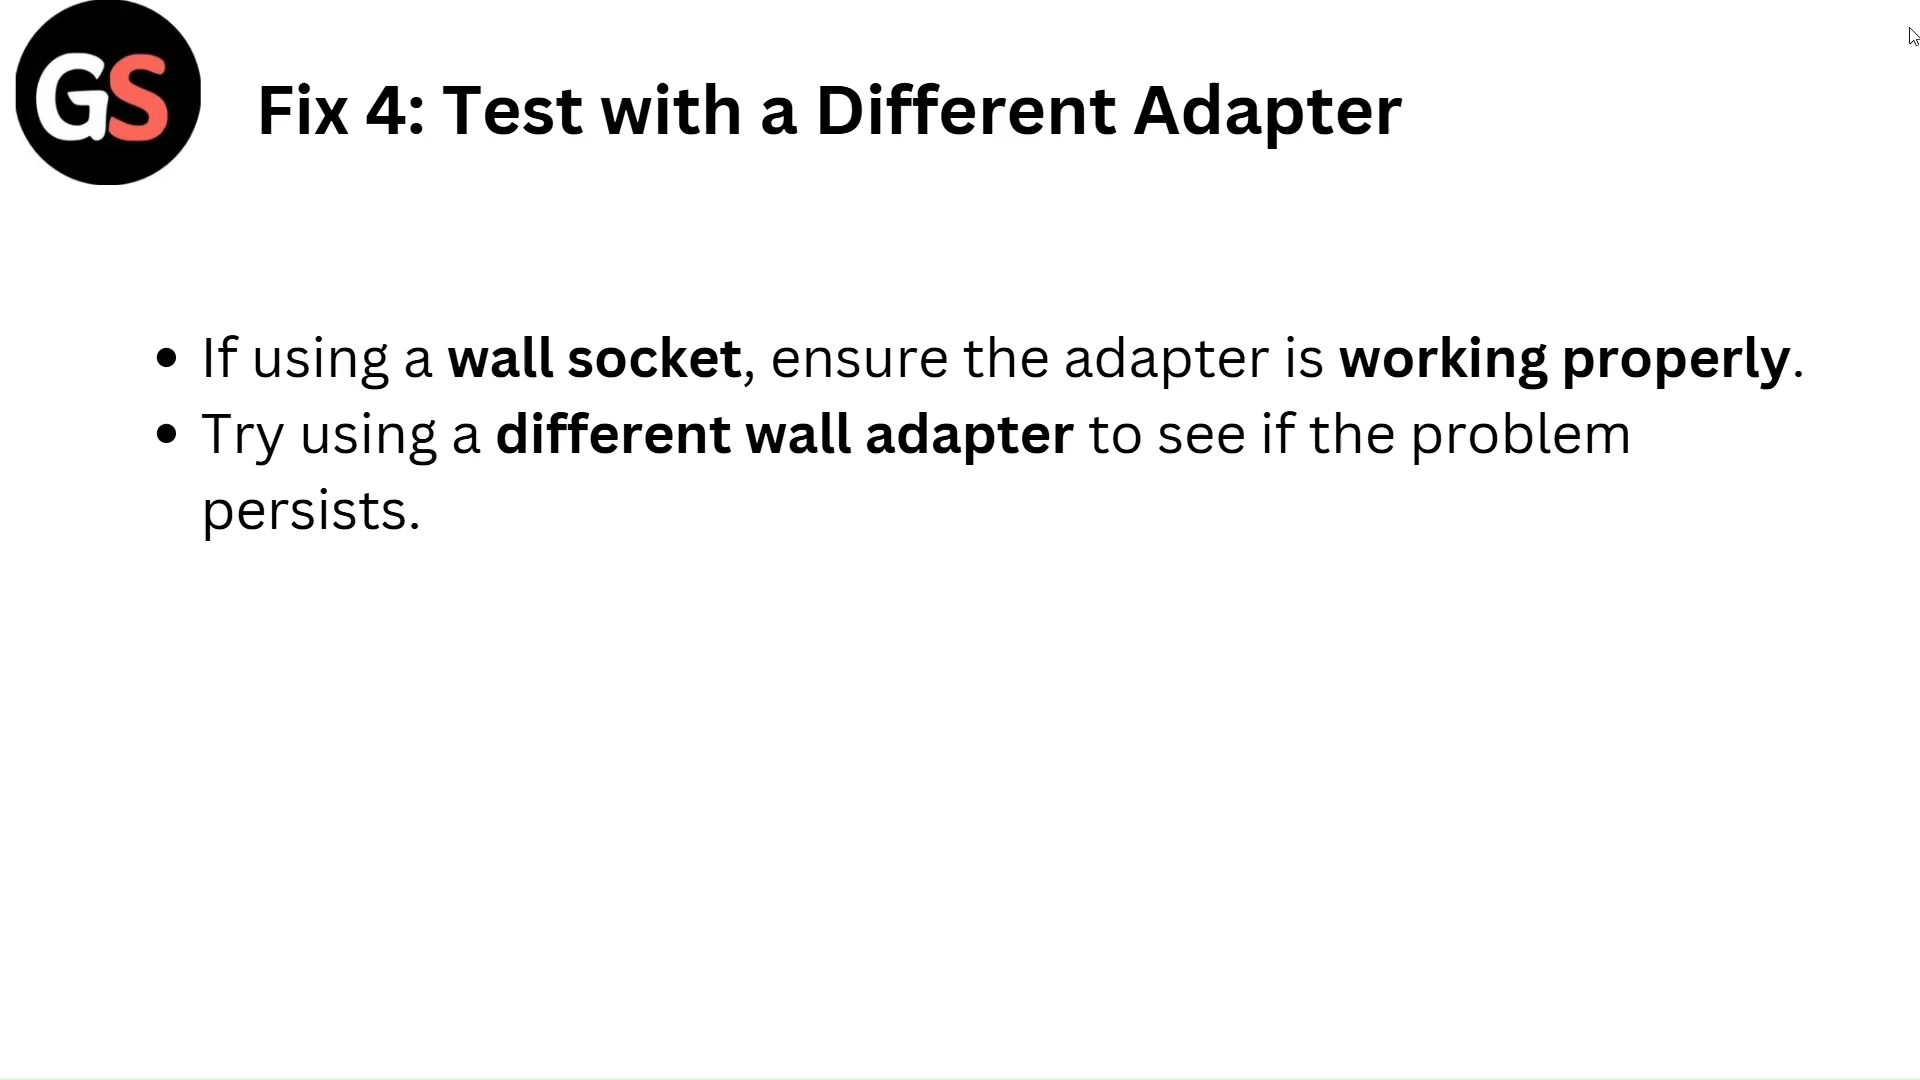 GS
Fix 4: Test with a Different Adapter
• If using a wall socket, ensure the adapter is working properly.
• Try using a different wall adapter to see if the problem
persists.